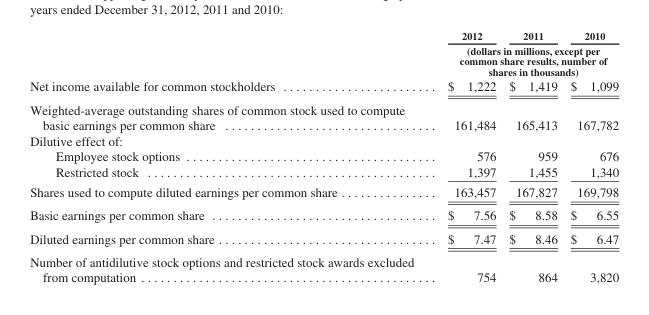 years ended December 31, 2012, 2011 and 2010:
2012 2011 2010
(dollars in millions, except per
common share results, number of
shares in thousands)
Net income available for common stockholders . . . . . . . . . . . . . . . . . . . . . . . . . $ 1,222 $ 1,419 $ 1,099
Weighted-average outstanding shares of common stock used to compute
basic earnings per common share . . . . . . . . . . . . . . . . . . . . . . . . . . . . . . . . . . 161,484 165,413 167,782
Dilutive effect of:
Employee stock options . . . . . . . . . . . . . . . . . . . . . . . . . . . . . . . . . . . . . . . . 576 959 676
Restricted stock . . . . . . . . . . . . . . . . . . . . . . . . . . . . . . . . . . . . . . . . . . . . . . 1,397 1,455 1,340
Shares used to compute diluted earnings per common share . . . . . . . . . . . . . . . 163,457 167,827 169,798
Basic earnings per common share . . . . . . . . . . . . . . . . . . . . . . . . . . . . . . . . . . . $ 7.56 $ 8.58 $ 6.55
Diluted earnings per common share . . . . . . . . . . . . . . . . . . . . . . . . . . . . . . . . . . $ 7.47 $ 8.46 $ 6.47
Number of antidilutive stock options and restricted stock awards excluded
from computation . . . . . . . . . . . . . . . . . . . . . . . . . . . . . . . . . . . . . . . . . . . . . . 754 864 3,820